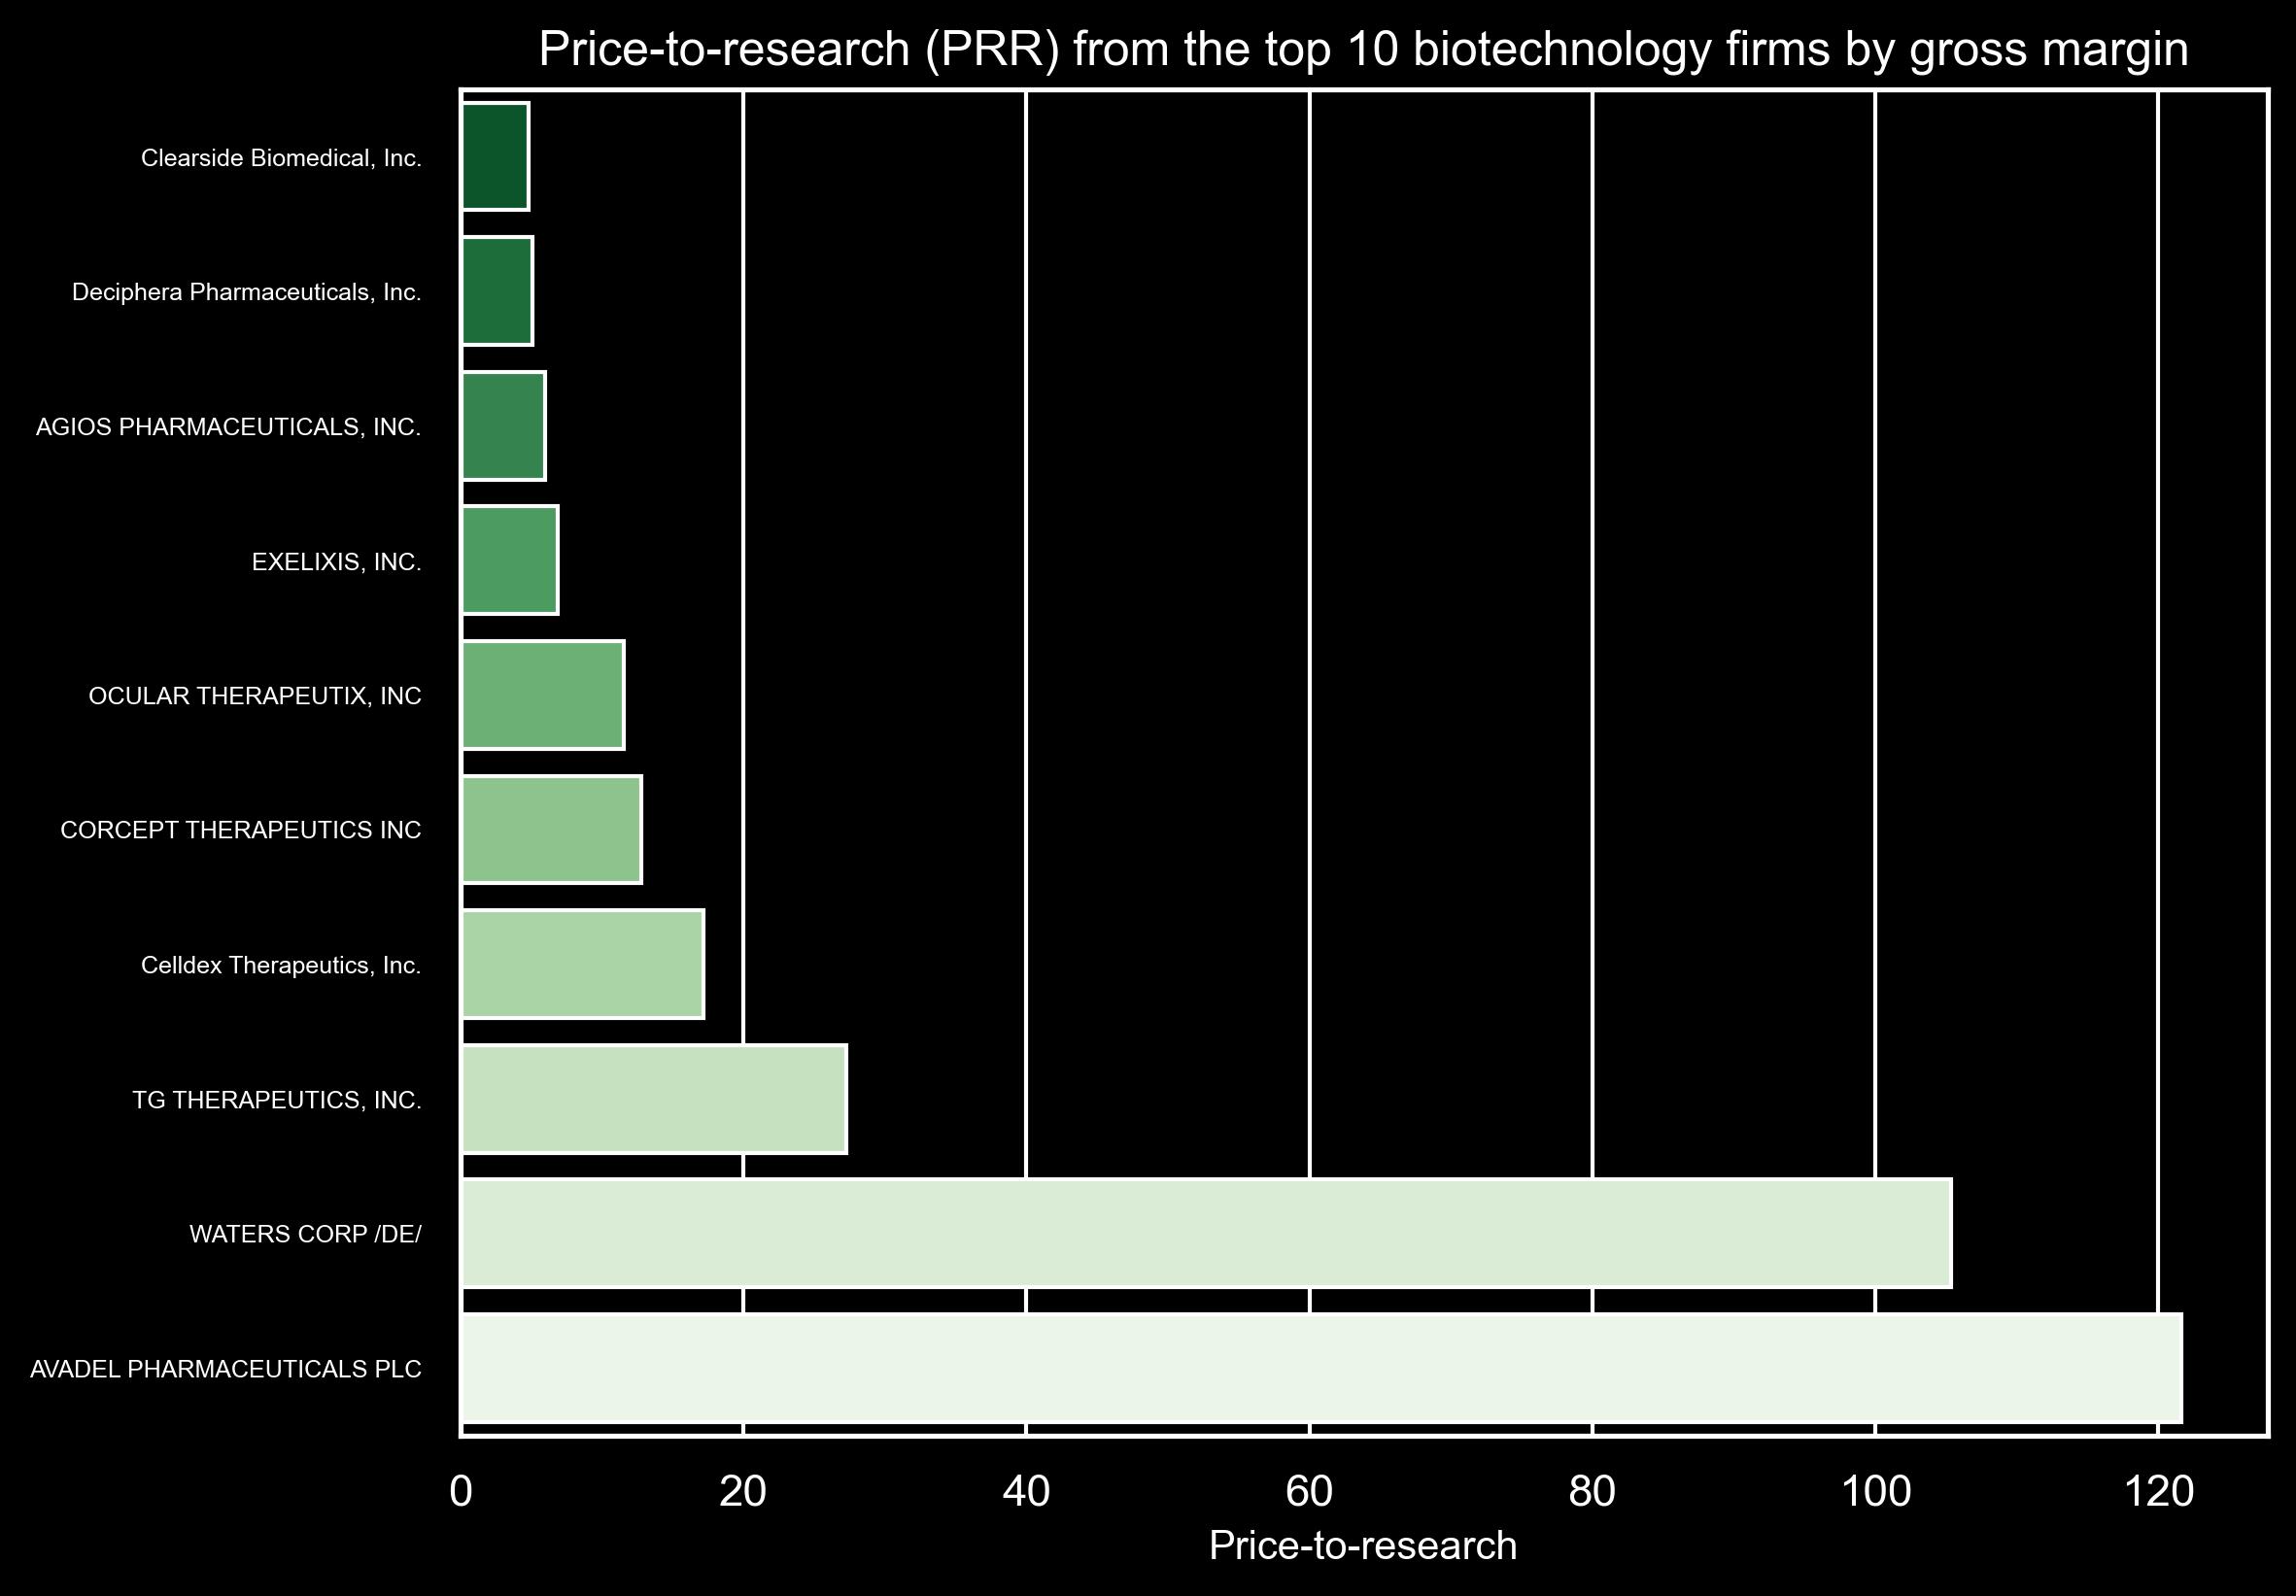 Price-to-research (PRR) from the top 10 biotechnology firms by gross margin
Clearside Biomedical, Inc.
Deciphera Pharmaceuticals, Inc.
AGIOS PHARMACEUTICALS, INC.
EXELIXIS, INC.
OCULAR THERAPEUTIX, INC
CORCEPT THERAPEUTICS INC
Celldex Therapeutics, Inc.
TG THERAPEUTICS, INC.
WATERS CORP /DE/
AVADEL PHARMACEUTICALS PLC
0 20 40 60 80 100 120
Price-to-research